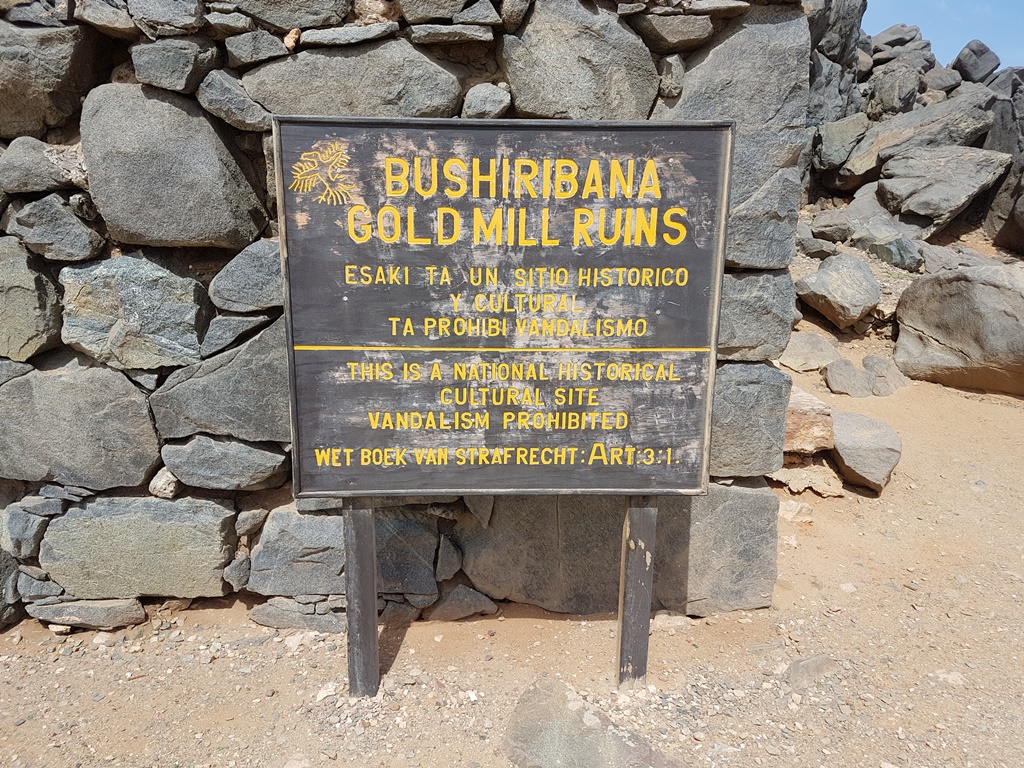 BUSHIRIBANA
GOLD MILL RUINS
ESAKI TA UN SITIO HISTORICO
Y CULTURAL
TA PROHIBI VANDALISMO
THIS IS A NATIONAL HISTORICAL
CULTURAL SITE
VANDALISM PROHIBITED
WET BOEK VAN STRAFRECHT: ART:3:1.